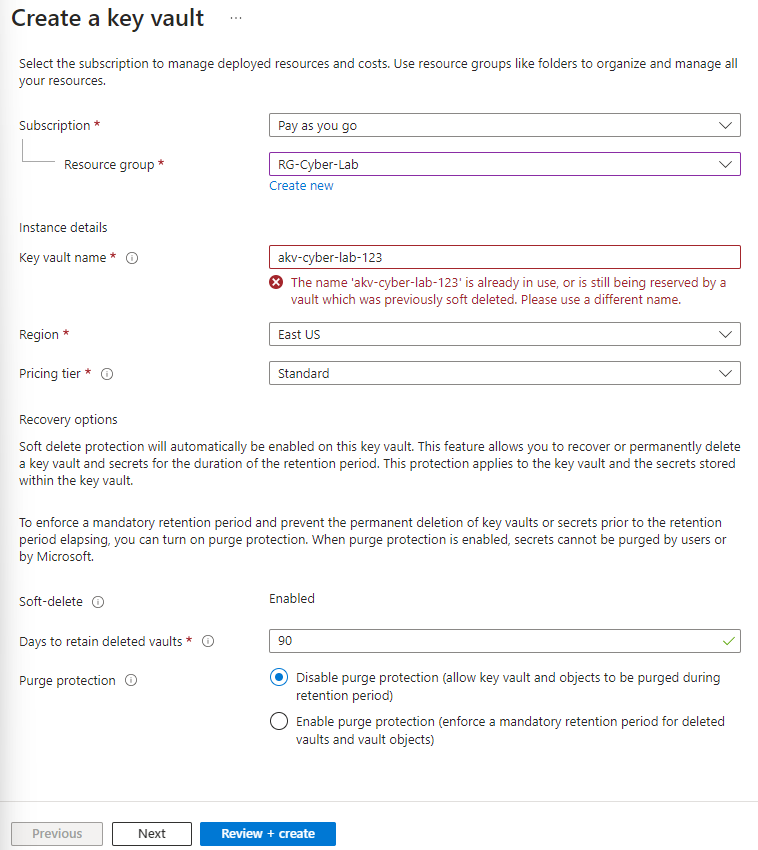 Create a key vault ...
Select the subscription to manage deployed resources and costs. Use resource groups like folders to organize and manage all
your resources.
Subscription *
Pay as you go
Resource group *
RG-Cyber-Lab
Create new
Instance details
Key vault name *
akv-cyber-lab-123
The name 'akv-cyber-lab-123' is already in use, or is still being reserved by a
vault which was previously soft deleted. Please use a different name.
Region *
East US
Pricing tier *
Standard
Recovery options
Soft delete protection will automatically be enabled on this key vault. This feature allows you to recover or permanently delete
a key vault and secrets for the duration of the retention period. This protection applies to the key vault and the secrets stored
within the key vault.
To enforce a mandatory retention period and prevent the permanent deletion of key vaults or secrets prior to the retention
period elapsing, you can turn on purge protection. When purge protection is enabled, secrets cannot be purged by users or
by Microsoft.
Soft-delete
Enabled
Days to retain deleted vaults *
90
Purge protection
Disable purge protection (allow key vault and objects to be purged during
retention period)
Enable purge protection (enforce a mandatory retention period for deleted
vaults and vault objects)
Previous
Next
Review + create